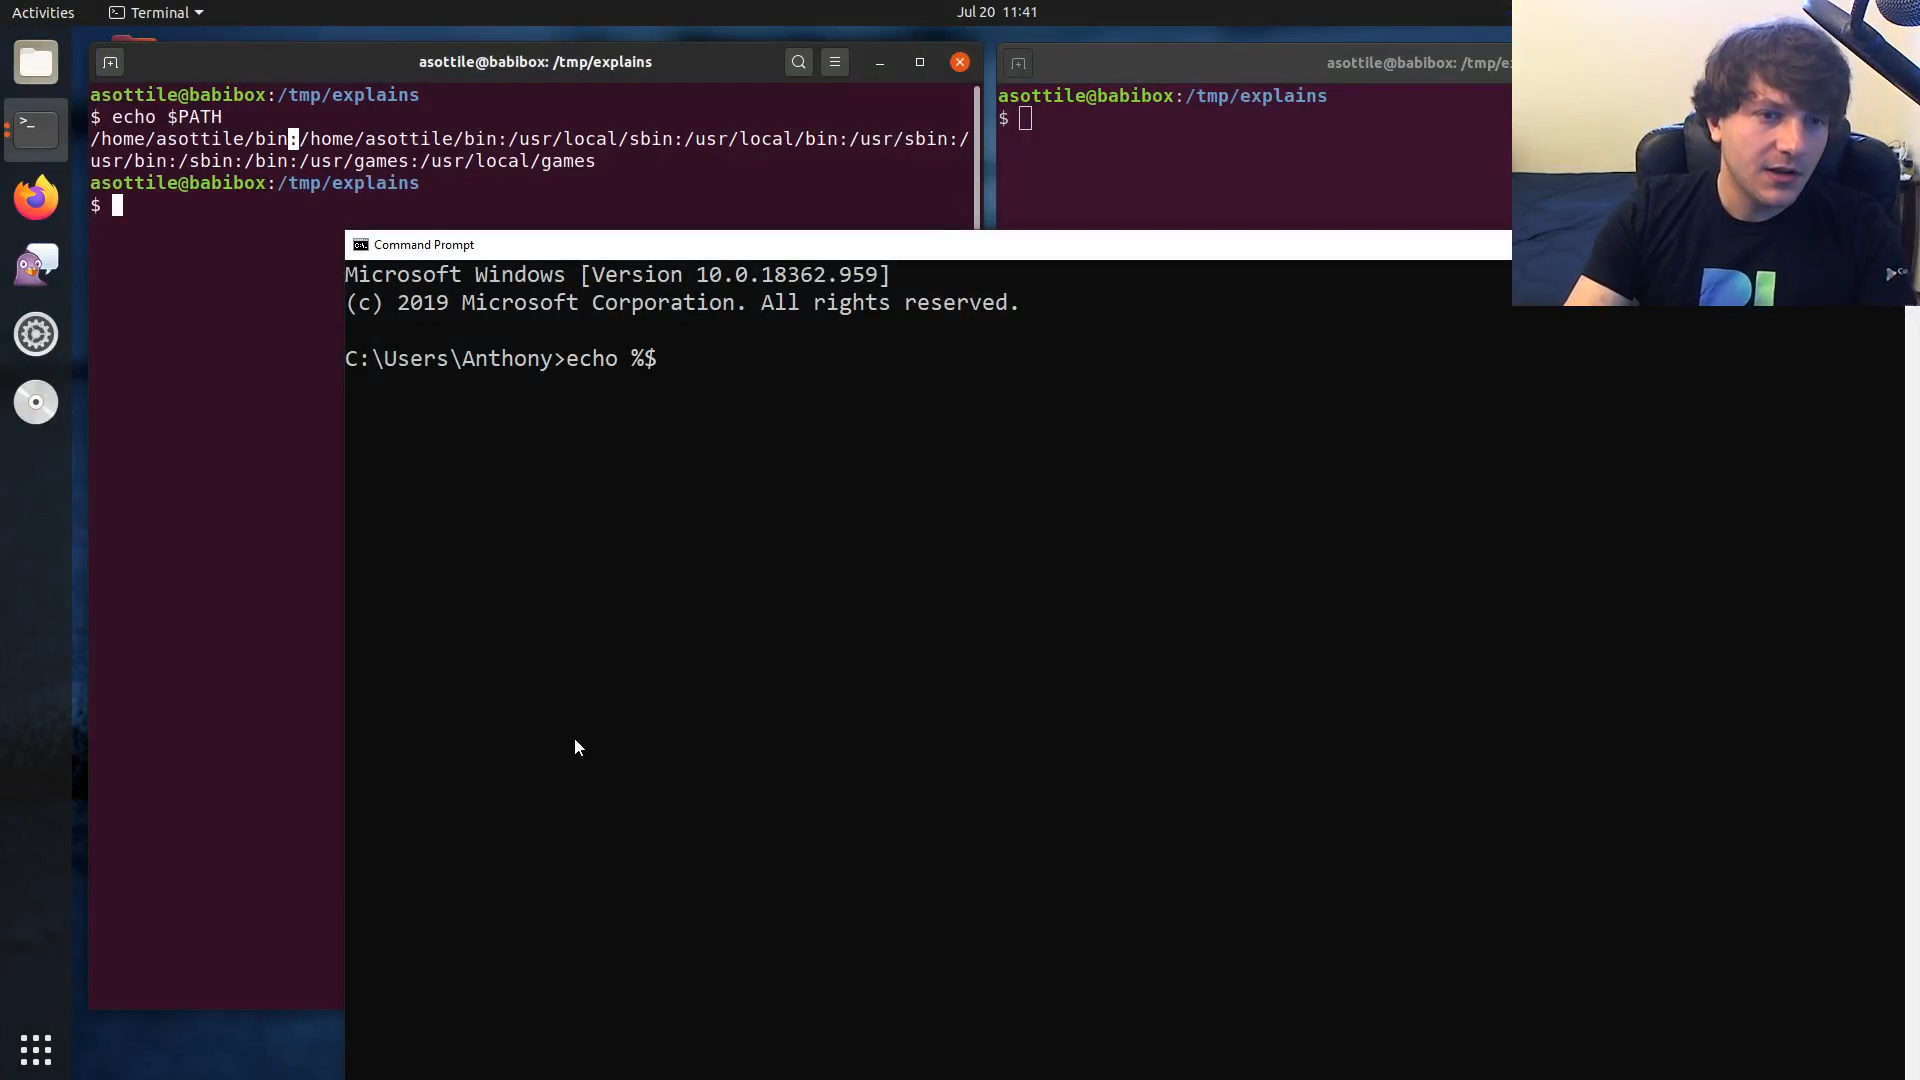 Activities
Terminal
Jul 20 11:41
asottile@babibox: /tmp/explains
asottile@babibox:/tmp/explains
$ echo $PATH
/home/asottile/bin:/home/asottile/bin:/usr/local/sbin:/usr/local/bin:/usr/sbin:/
usr/bin:/sbin:/bin:/usr/games:/usr/local/games
asottile@babibox:/tmp/explains
$
asottile@babibox: /tmp/e
asottile@babibox:/tmp/explains
$
Command Prompt
Microsoft Windows [Version 10.0.18362.959]
(c) 2019 Microsoft Corporation. All rights reserved.
C:\Users\Anthony>echo %$